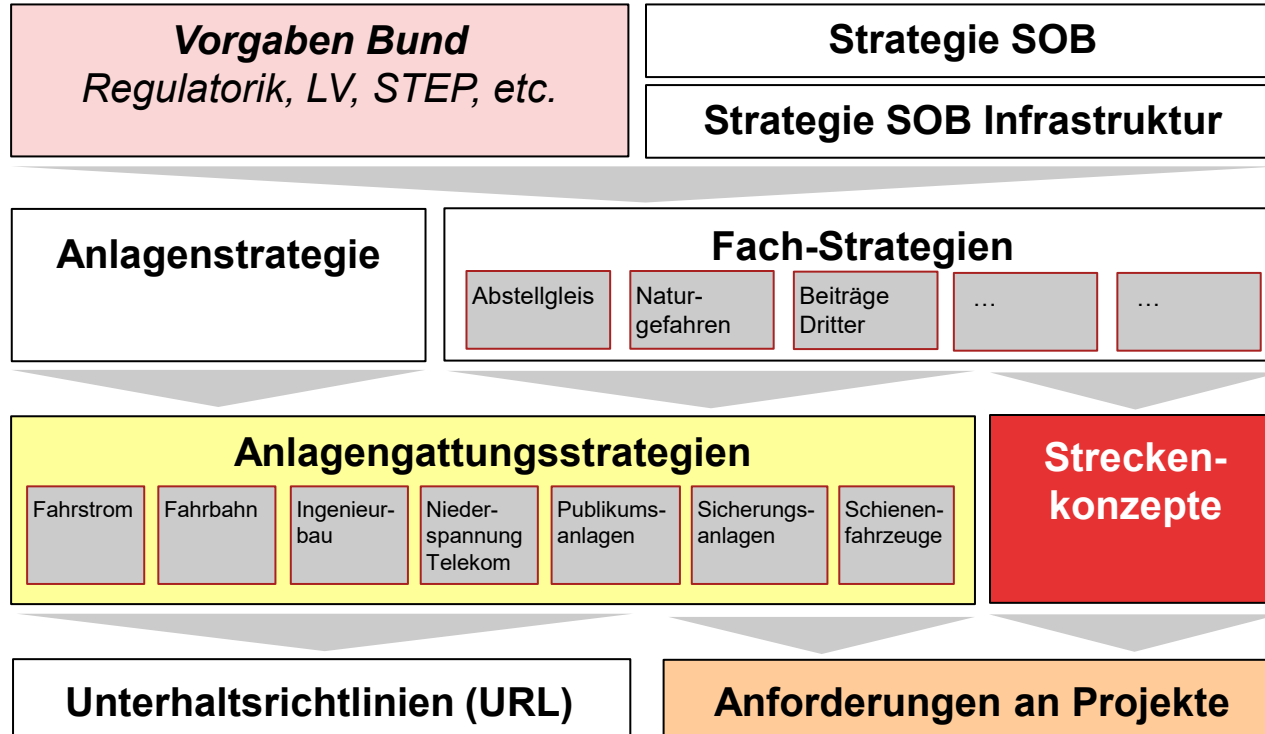 Vorgaben Bund
Regulatorik, LV, STEP, etc.
Strategie SOB
Strategie SOB Infrastruktur
Anlagenstrategie
Fach-Strategien
Abstellgleis
Natur-
gefahren
Beiträge
Dritter
…
…
Anlagengattungsstrategien
Fahrstrom
Fahrbahn
Ingenieur-
bau
Nieder-
spannung
Telekom
Publikums-
anlagen
Sicherungs-
anlagen
Schienen-
fahrzeuge
Strecken-
konzepte
Unterhaltsrichtlinien (URL)
Anforderungen an Projekte